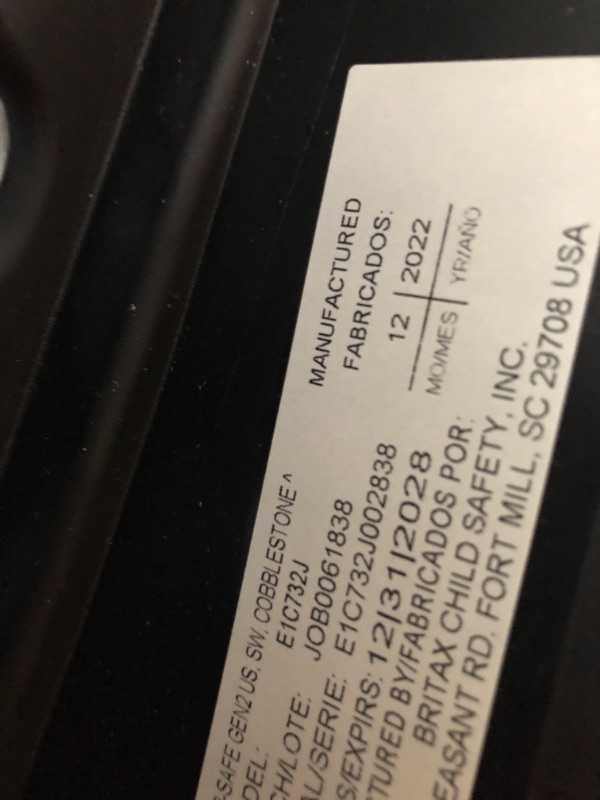 -SAFE GEN2 US, SW, COBBLESTONE ^
DEL: E1C732J
CH/LOTE: JOB0061838
AL/SERIE: E1C732J002838
S/EXPIRS: 12|31|2028
TURED BY/FABRICADOS POR:
BRITAX CHILD SAFETY, INC.
EASANT RD. FORT MILL, SC 29708 USA
MANUFACTURED
FABRICADOS:
12 | 2022
MO/MES | YR/AÑO